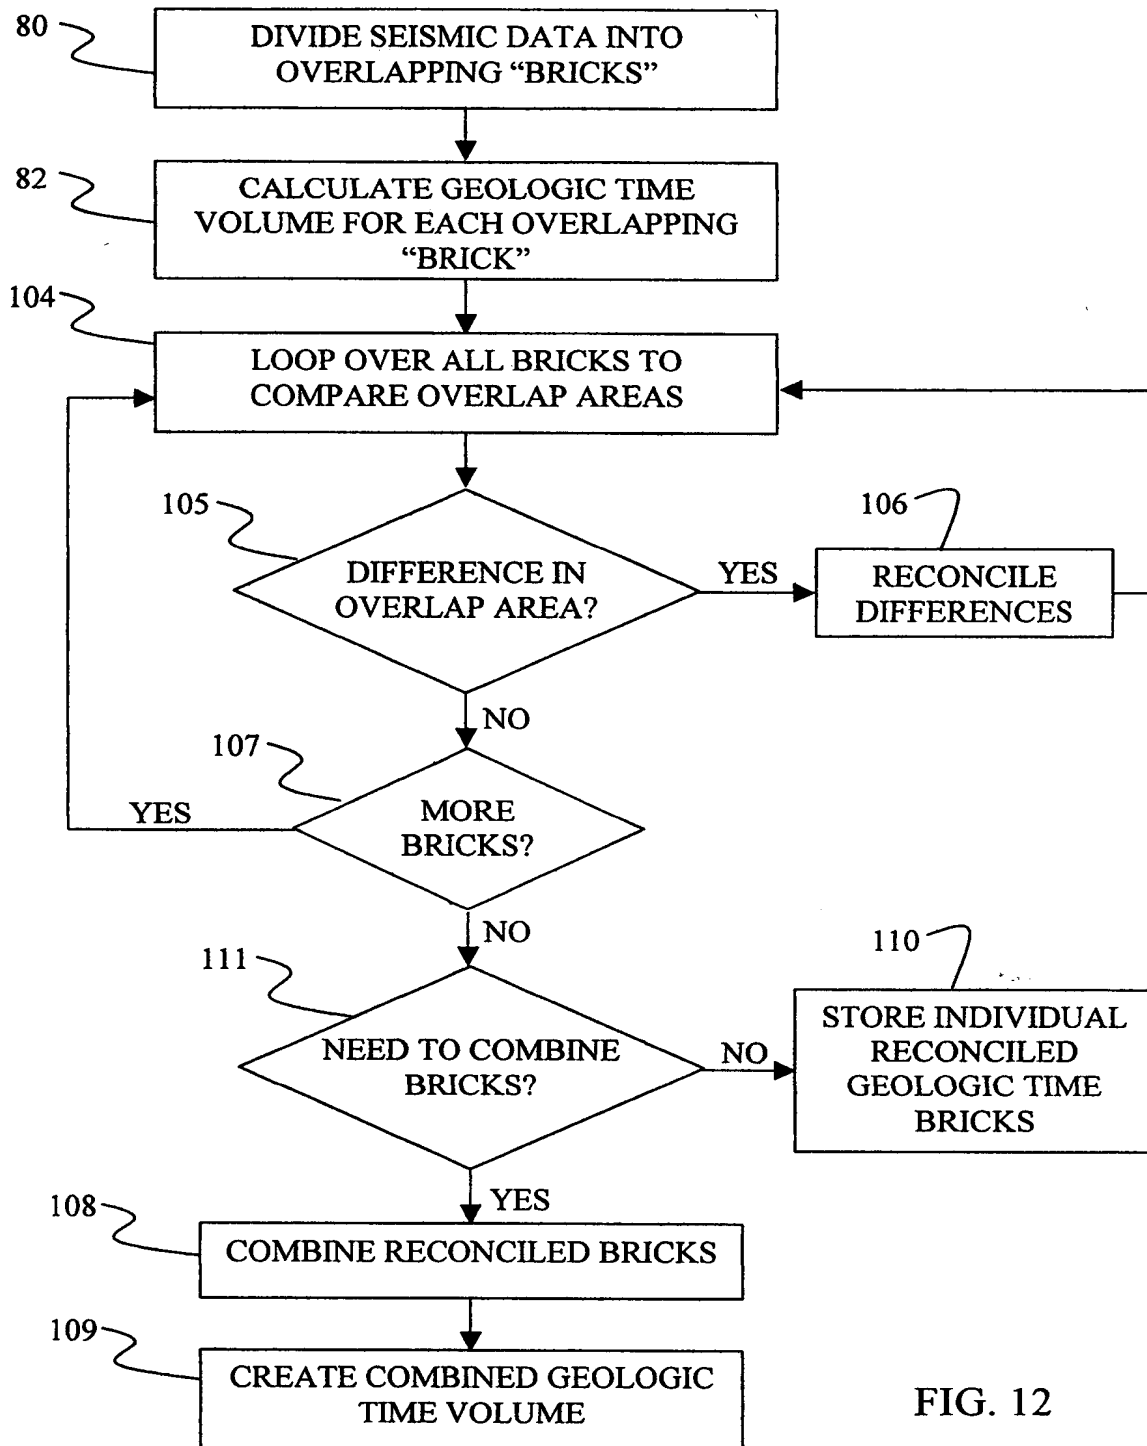 80
DIVIDE SEISMIC DATA INTO
OVERLAPPING “BRICKS”
82
CALCULATE GEOLOGIC TIME
VOLUME FOR EACH OVERLAPPING
“BRICK”
104
LOOP OVER ALL BRICKS TO
COMPARE OVERLAP AREAS
105
DIFFERENCE IN
OVERLAP AREA?
YES
106
RECONCILE
DIFFERENCES
NO
107
MORE
BRICKS?
YES
NO
111
NEED TO COMBINE
BRICKS?
NO
110
STORE INDIVIDUAL
RECONCILED
GEOLOGIC TIME
BRICKS
YES
108
COMBINE RECONCILED BRICKS
109
CREATE COMBINED GEOLOGIC
TIME VOLUME
FIG. 12